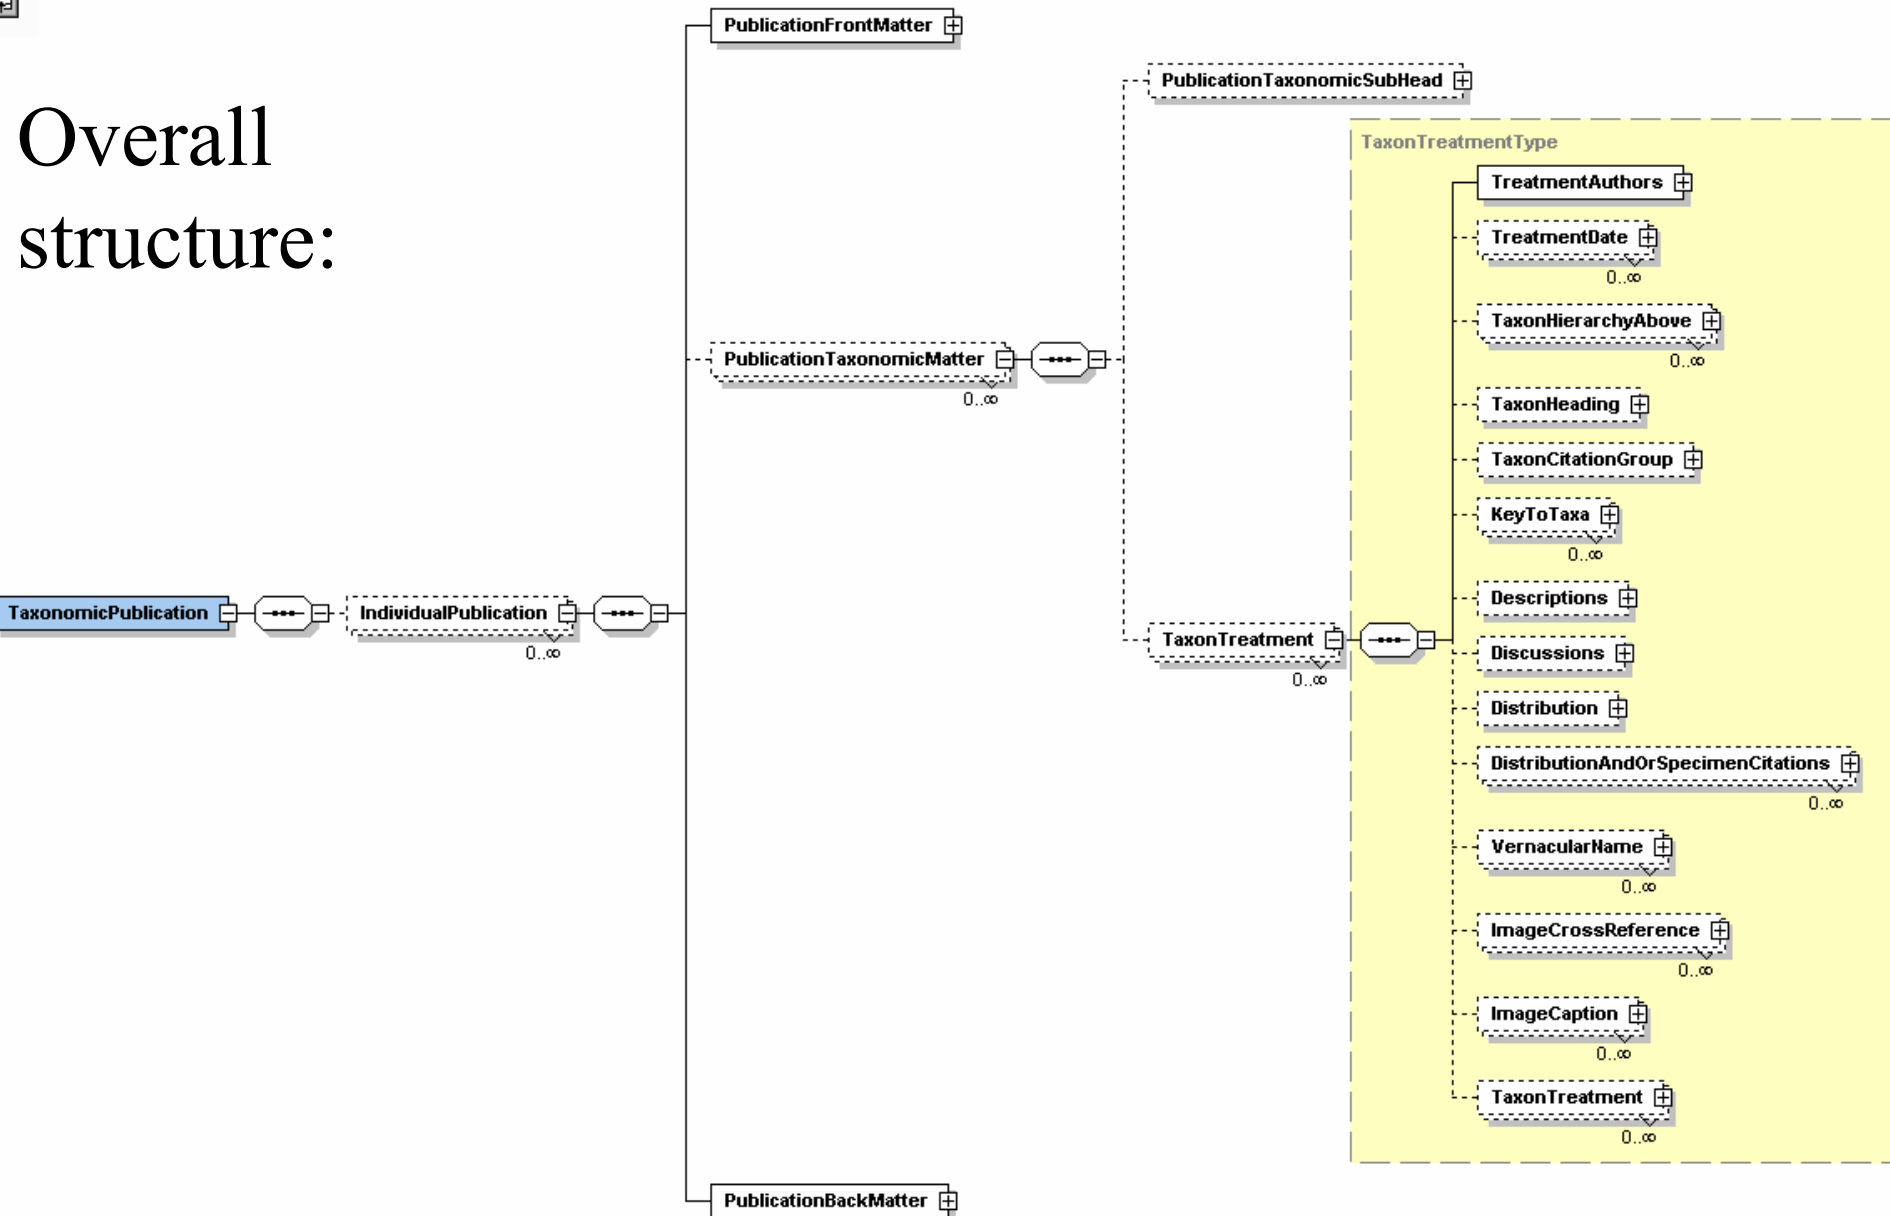 Overall
structure:
PublicationFrontMatter
PublicationTaxonomicSubHead
TaxonTreatmentType
TreatmentAuthors
TreatmentDate
0..∞
TaxonHierarchyAbove
0..∞
PublicationTaxonomicMatter
0..∞
TaxonHeading
TaxonCitationGroup
KeyToTaxa
0..∞
TaxonomicPublication
IndividualPublication
0..∞
Descriptions
TaxonTreatment
0..∞
Discussions
Distribution
DistributionAndOrSpecimenCitations
0..∞
VernacularName
0..∞
ImageCrossReference
0..∞
ImageCaption
0..∞
TaxonTreatment
0..∞
PublicationBackMatter